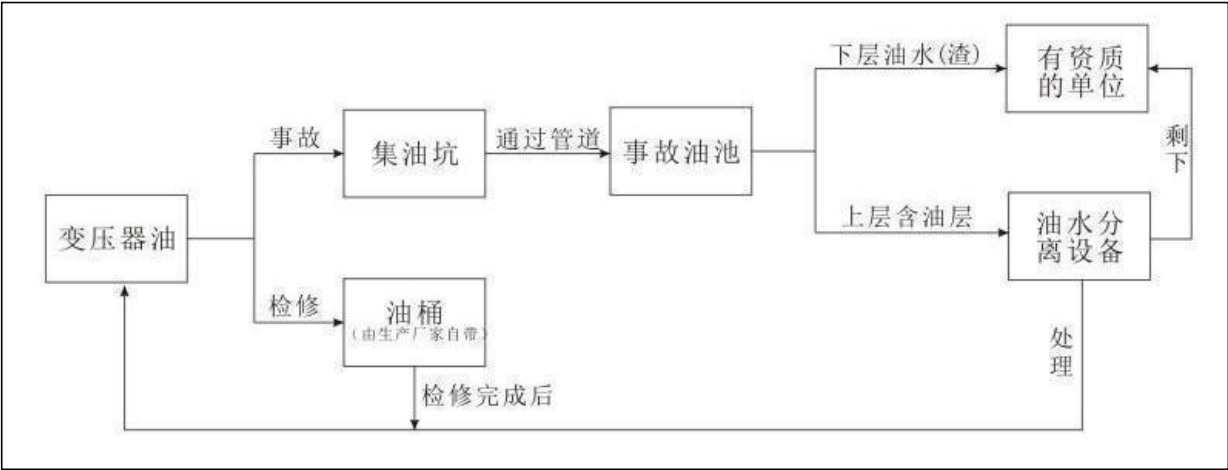 下层油水(渣)
有资质
的单位
事故
集油坑
通过管道
事故油池
剩下
变压器油
上层含油层
油水分
离设备
检修
油桶
(由生产厂家自带)
处理
检修完成后